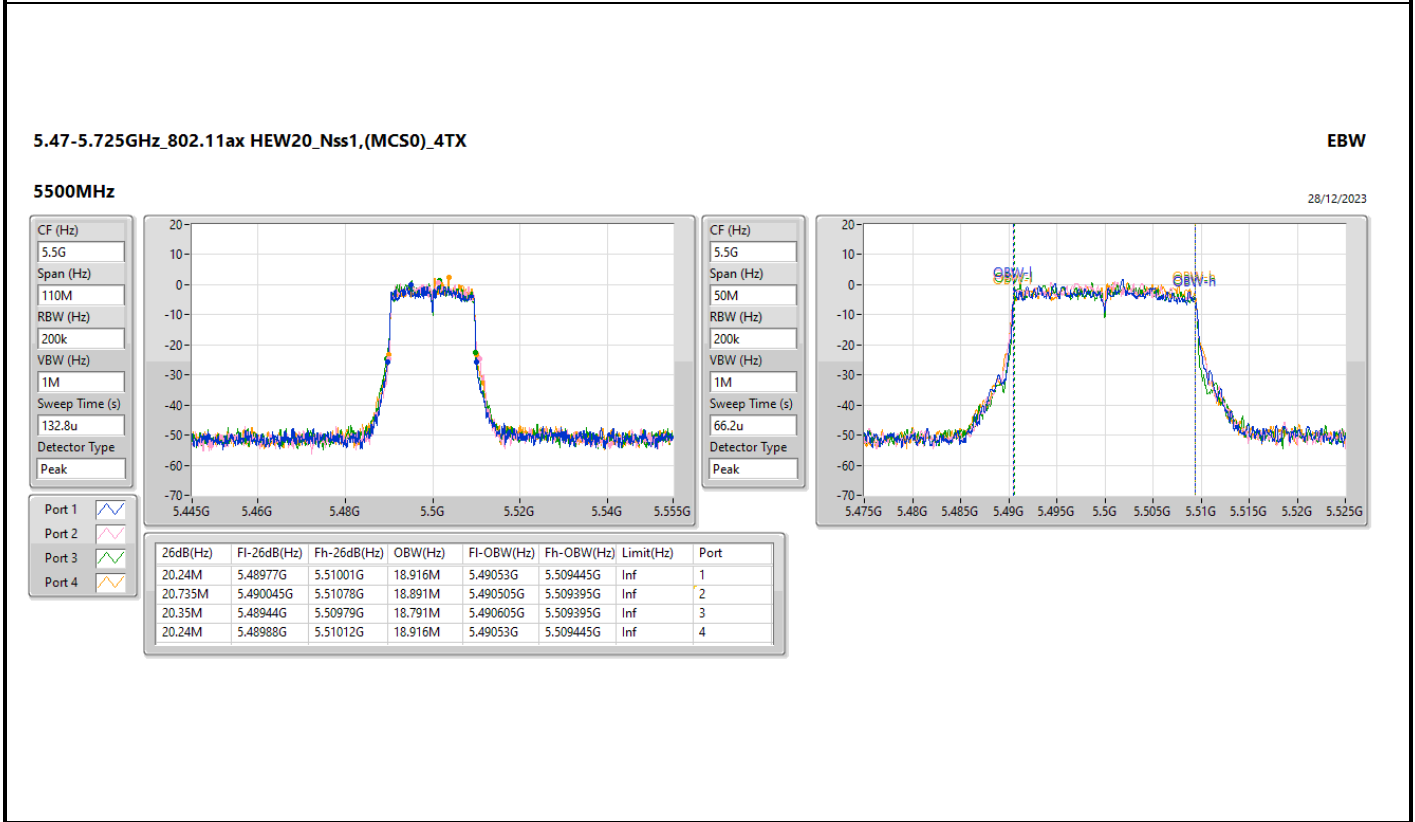 5.47-5.725GHz_802.11ax HEW20_Nss1,(MCS0)_4TX
EBW
5500MHz
28/12/2023
CF (Hz)
5.5G
Span (Hz)
110M
RBW (Hz)
200k
VBW (Hz)
1M
Sweep Time (s)
132.8u
Detector Type
Peak
20
10
0
-10
-20
-30
-40
-50
-60
-70
5.445G 5.46G 5.48G 5.5G 5.52G 5.54G 5.555G
CF (Hz)
5.5G
Span (Hz)
50M
RBW (Hz)
200k
VBW (Hz)
1M
Sweep Time (s)
66.2u
Detector Type
Peak
20
10
0
-10
-20
-30
-40
-50
-60
-70
OBW-l
OBW-h
5.475G 5.48G 5.485G 5.49G 5.495G 5.5G 5.505G 5.51G 5.515G 5.52G 5.525G
Port 1
Port 2
Port 3
Port 4
26dB(Hz) Fl-26dB(Hz) Fh-26dB(Hz) OBW(Hz) Fl-OBW(Hz) Fh-OBW(Hz) Limit(Hz) Port
20.24M 5.48977G 5.51001G 18.916M 5.49053G 5.509445G Inf 1
20.735M 5.490045G 5.51078G 18.891M 5.490505G 5.509395G Inf 2
20.35M 5.48944G 5.50979G 18.791M 5.490605G 5.509395G Inf 3
20.24M 5.48988G 5.51012G 18.916M 5.49053G 5.509445G Inf 4